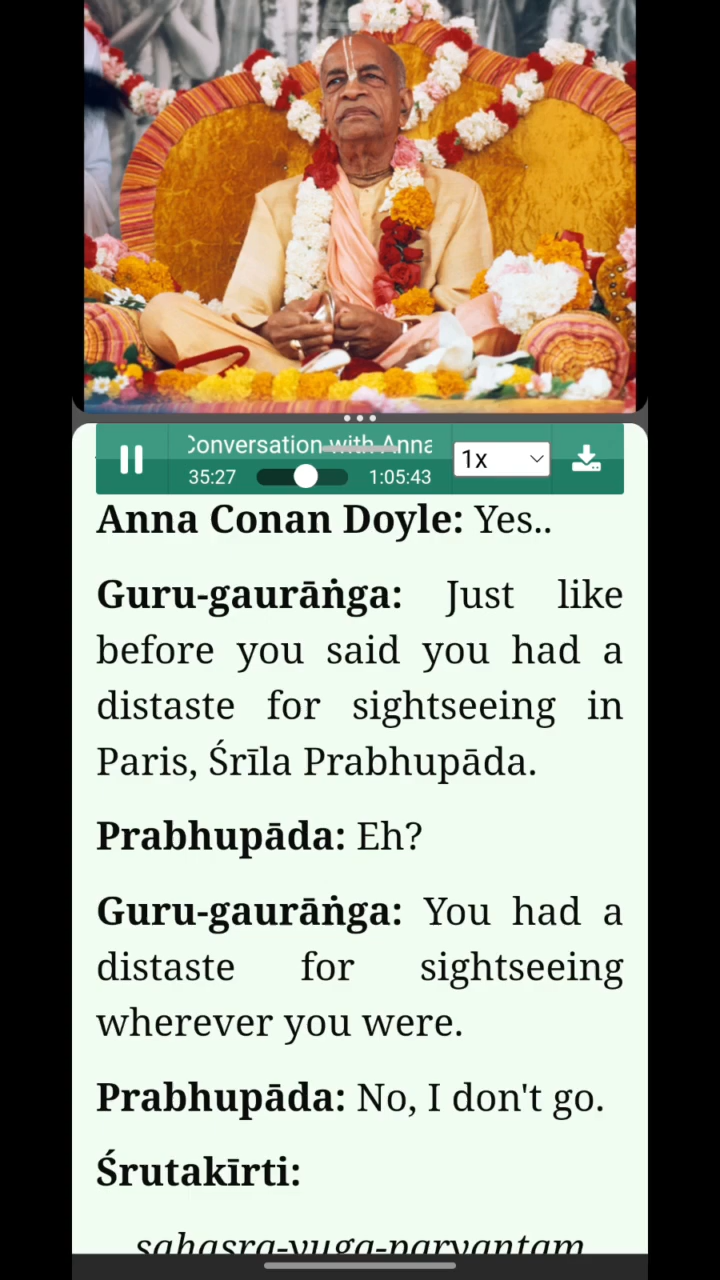 Conversation with Anna
35:27
1:05:43
1x
Anna Conan Doyle: Yes..
Guru-gaurāṅga: Just like
before you said you had a
distaste for sightseeing in
Paris, Śrīla Prabhupāda.
Prabhupāda: Eh?
Guru-gaurāṅga: You had a
distaste for sightseeing
wherever you were.
Prabhupāda: No, I don't go.
Śrutakīrti:
sahasra-yuga-paryantam